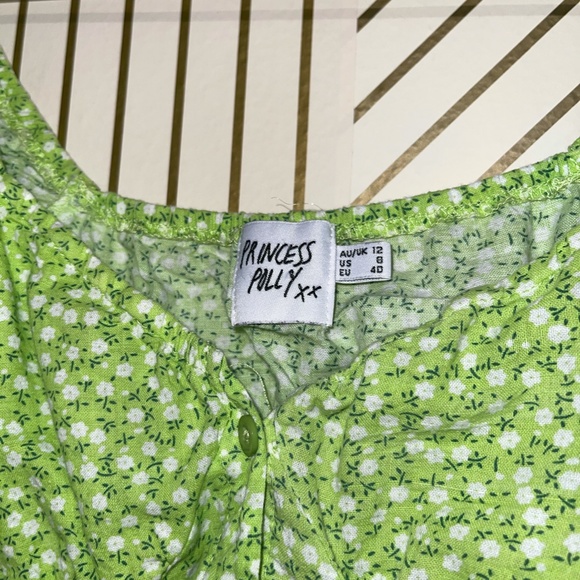 PRINCESS
POLLY xx
AU/UK 12
US 8
EU 40